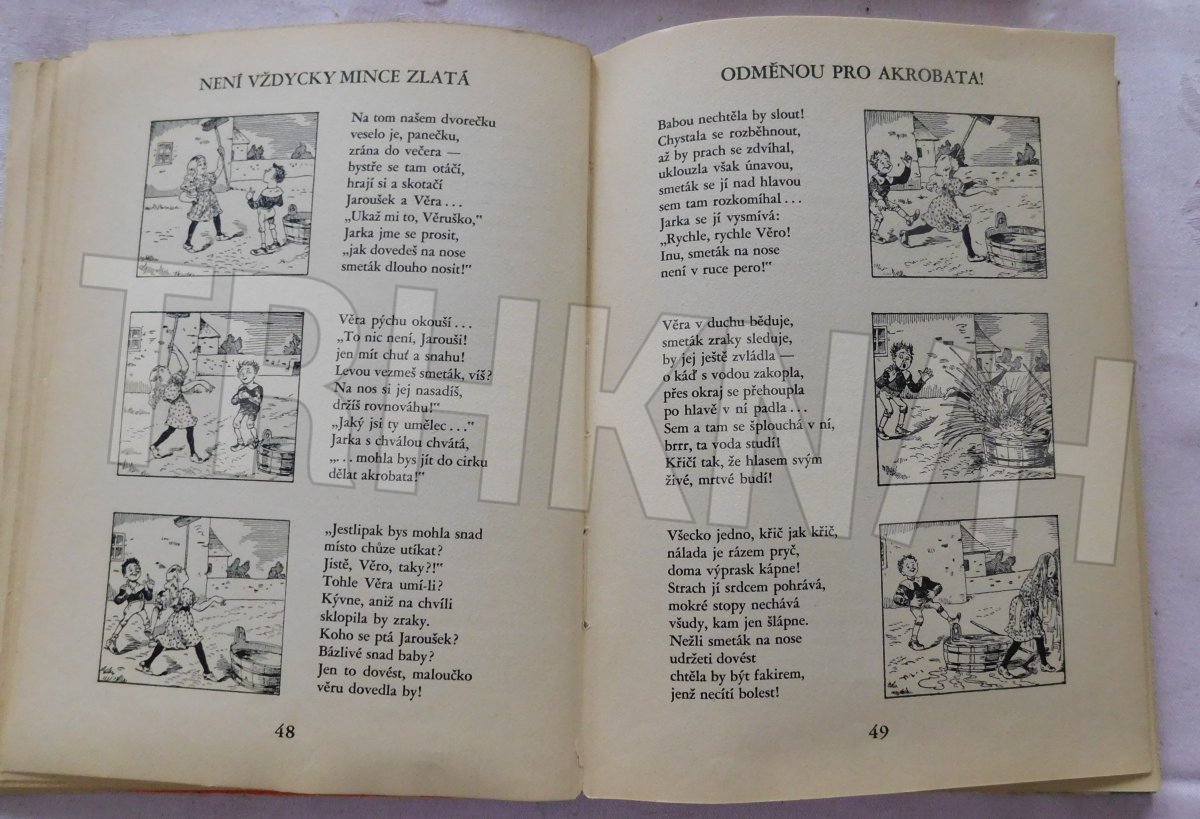 NENÍ VŽDYCKY MINCE ZLATÁ
Na tom našem dvorečku
veselo je, panečku,
zrána do večera —
bystře se tam otáčí,
hrají si a skotačí
Jaroušek a Věra...
„Ukaž mi to, Věruško,“
Jarka jme se prosit,
„jak dovedeš na nose
smeták dlouho nosit!“
Věra pýchu okouší...
„To nic není, Jarouši!
jen mít chuť a snahu!
Levou vezmeš smeták, víš?
Na nos si jej nasadíš,
držíš rovnováhu!“
„Jaký jsi ty umělec...“
Jarka s chválou chvátá,
„...mohla bys jít do cirku
dělat akrobata!“
„Jestlipak bys mohla snad
místo chůze utíkat?
Jistě, Věro, taky?!“
Tohle Věra umí-li?
Kývne, aniž na chvíli
sklopila by zraky.
Koho se ptá Jaroušek?
Bázlivé snad baby?
Jen to dovést, maloučko
věru dovedla by!
48
ODMĚNOU PRO AKROBATA!
Babou nechtěla by slout!
Chystala se rozběhnout,
až by prach se zdvíhal,
uklouzla však únavou,
smeták se jí nad hlavou
sem tam rozkomíhal...
Jarka se jí vysmívá:
„Rychle, rychle Věro!
Inu, smeták na nose
není v ruce pero!“
Věra v duchu běduje,
smeták zraky sleduje,
by jej ještě zvládla —
o káď s vodou zakopla,
přes okraj se přehoupla
po hlavě v ní padla...
Sem a tam se šplouchá v ní,
brrr, ta voda studí!
Křičí tak, že hlasem svým
živé, mrtvé budí!
Všecko jedno, křič jak křič,
nálada je rázem pryč,
doma výprask kápne!
Strach jí srdcem pohrává,
mokré stopy nechává
všudy, kam jen šlápne.
Nežli smeták na nose
udržeti dovést
chtěla by být fakirem,
jenž necítí bolest!
49
TRHKNIH